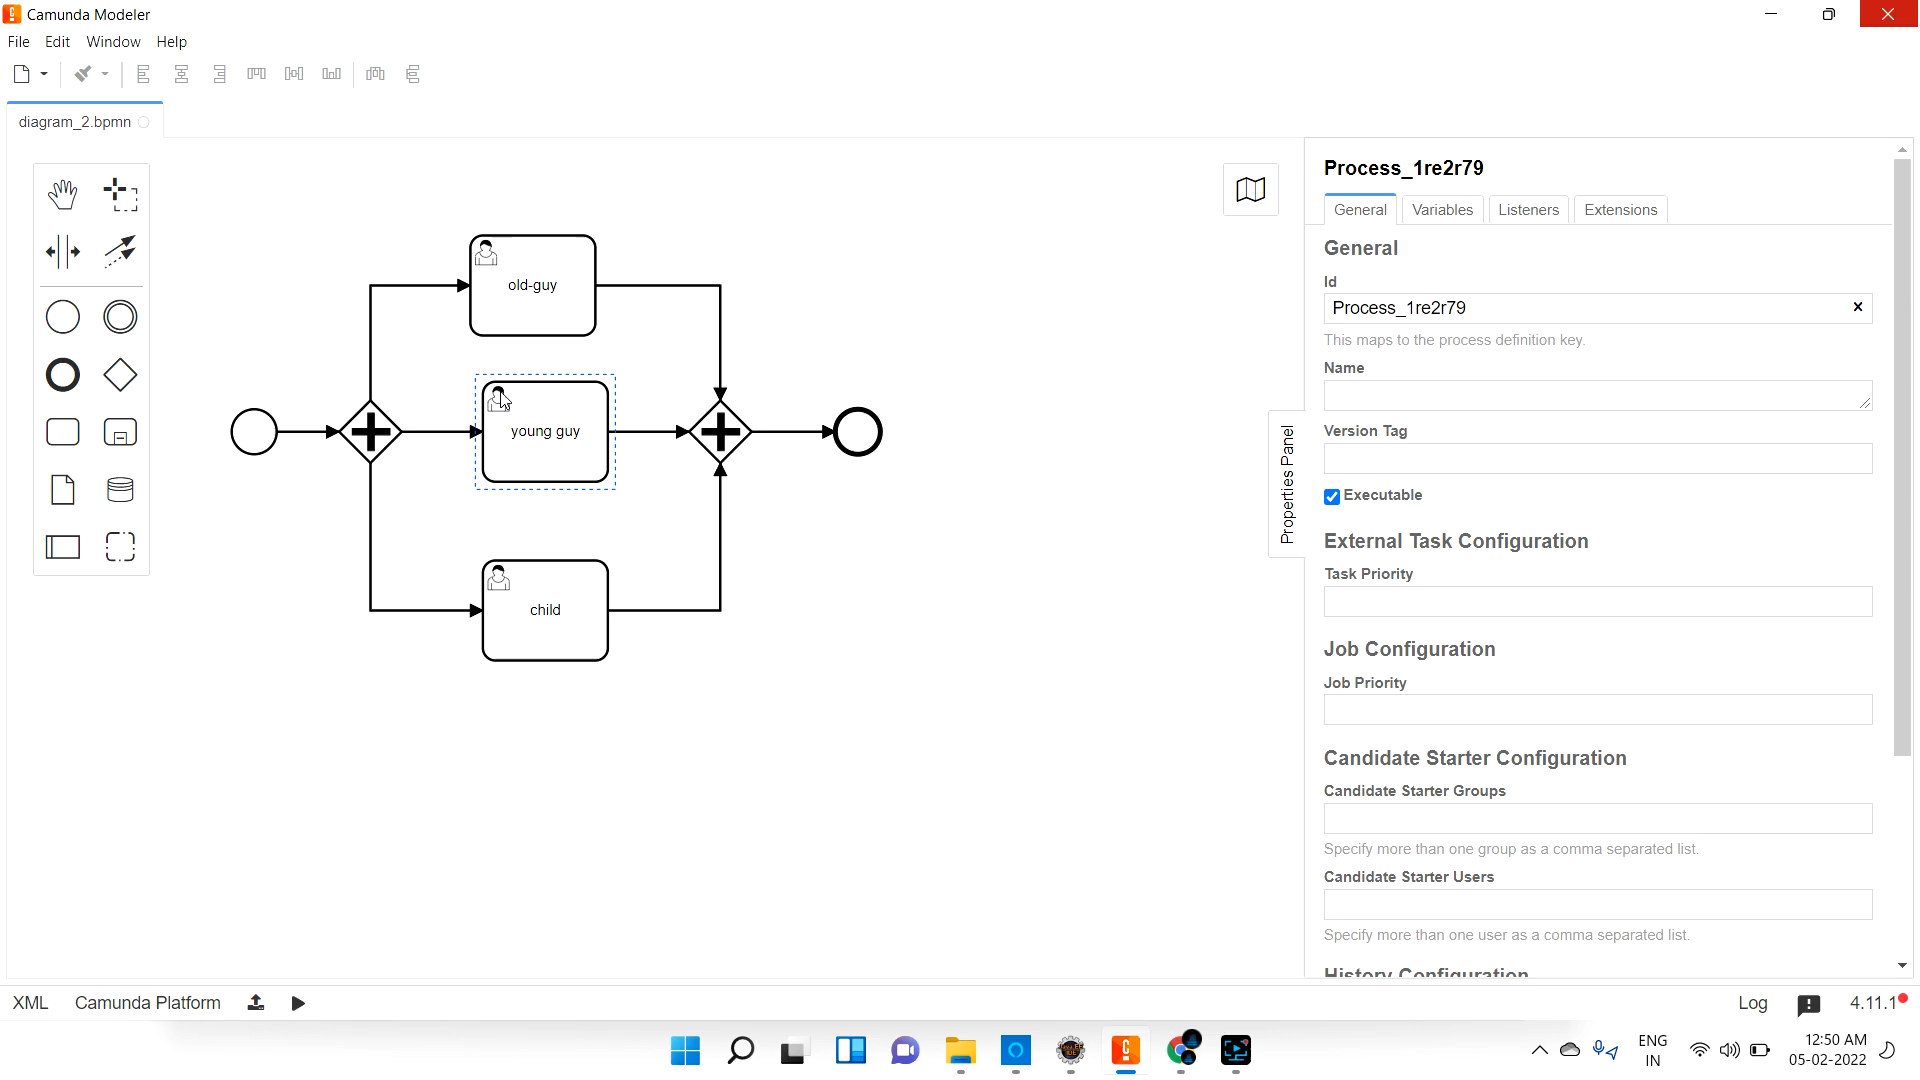 Camunda Modeler
File Edit Window Help
diagram_2.bpmn
old-guy
young guy
child
Properties Panel
Process_1re2r79
General Variables Listeners Extensions
General
Id
Process_1re2r79
This maps to the process definition key.
Name
Version Tag
Executable
External Task Configuration
Task Priority
Job Configuration
Job Priority
Candidate Starter Configuration
Candidate Starter Groups
Specify more than one group as a comma separated list.
Candidate Starter Users
Specify more than one user as a comma separated list.
History Configuration
XML Camunda Platform Log 4.11.1
ENG 12:50 AM
IN 05-02-2022